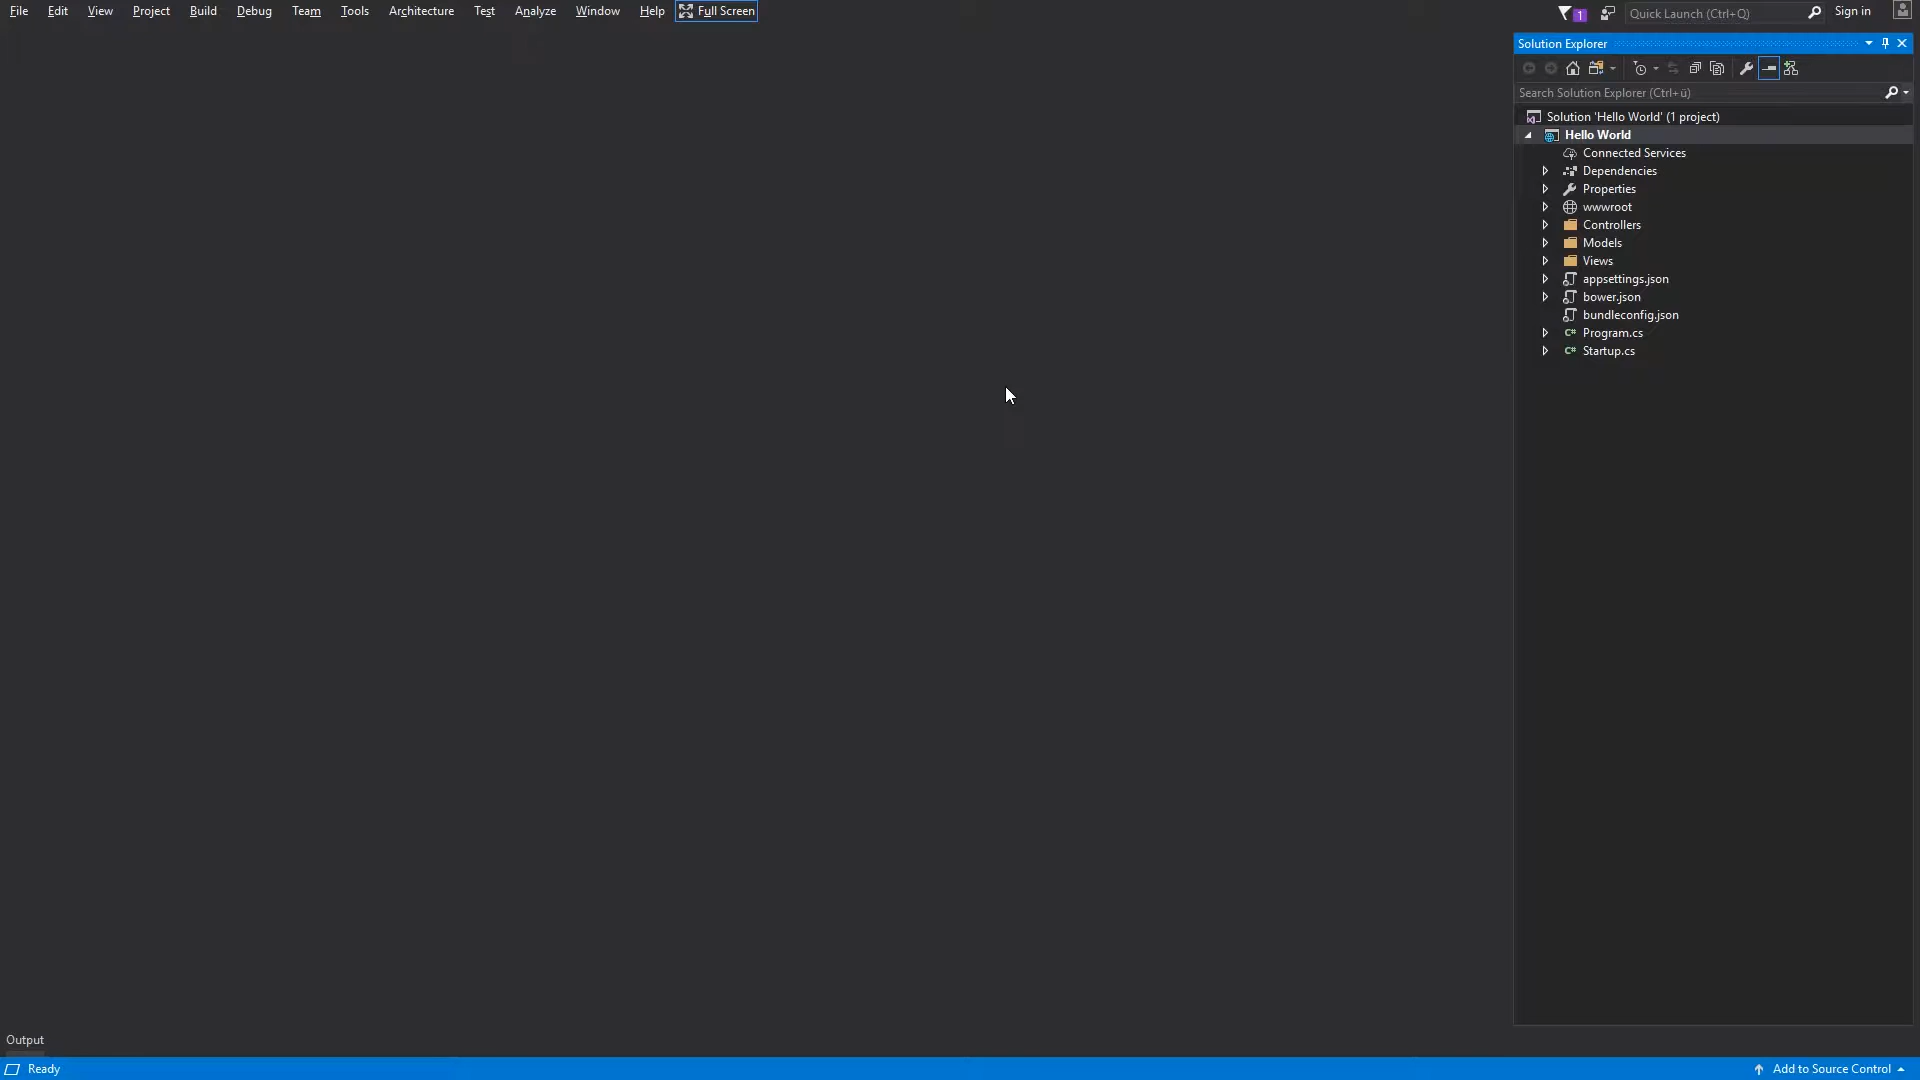 File Edit View Project Build Debug Team Tools Architecture Test Analyze Window Help Full Screen
1 Quick Launch (Ctrl+Q) Sign in
Solution Explorer
Search Solution Explorer (Ctrl+ü)
Solution 'Hello World' (1 project)
Hello World
Connected Services
Dependencies
Properties
wwwroot
Controllers
Models
Views
appsettings.json
bower.json
bundleconfig.json
C# Program.cs
C# Startup.cs
Output
Ready
Add to Source Control